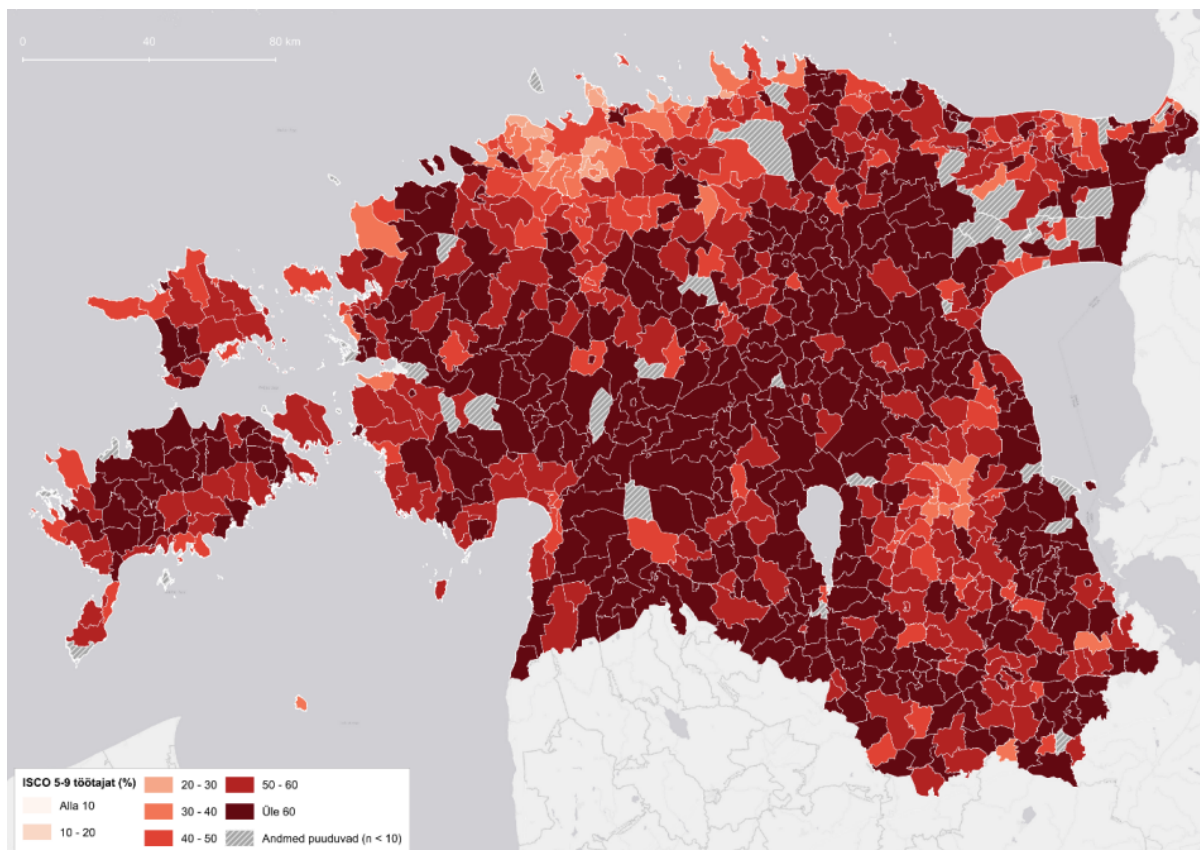 0 40 80 km
ISCO 5-9 töötajat (%)
Alla 10
10 - 20
20 - 30
30 - 40
40 - 50
50 - 60
Üle 60
Andmed puuduvad (n < 10)